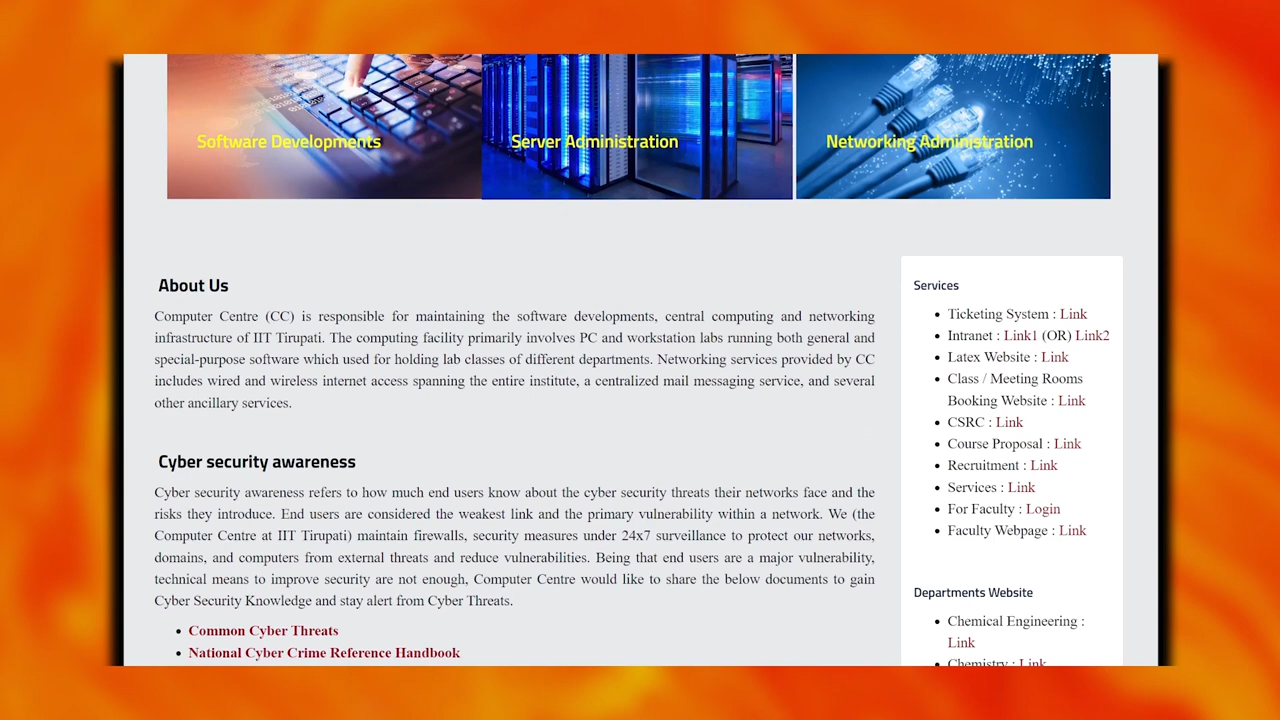 Software Developments
Server Administration
Networking Administration
About Us
Computer Centre (CC) is responsible for maintaining the software developments, central computing and networking
infrastructure of IIT Tirupati. The computing facility primarily involves PC and workstation labs running both general and
special-purpose software which used for holding lab classes of different departments. Networking services provided by CC
includes wired and wireless internet access spanning the entire institute, a centralized mail messaging service, and several
other ancillary services.
Cyber security awareness
Cyber security awareness refers to how much end users know about the cyber security threats their networks face and the
risks they introduce. End users are considered the weakest link and the primary vulnerability within a network. We (the
Computer Centre at IIT Tirupati) maintain firewalls, security measures under 24x7 surveillance to protect our networks,
domains, and computers from external threats and reduce vulnerabilities. Being that end users are a major vulnerability,
technical means to improve security are not enough, Computer Centre would like to share the below documents to gain
Cyber Security Knowledge and stay alert from Cyber Threats.
• Common Cyber Threats
• National Cyber Crime Reference Handbook
Services
• Ticketing System : Link
• Intranet : Link1 (OR) Link2
• Latex Website : Link
• Class / Meeting Rooms
Booking Website : Link
• CSRC : Link
• Course Proposal : Link
• Recruitment : Link
• Services : Link
• For Faculty : Login
• Faculty Webpage : Link
Departments Website
• Chemical Engineering :
Link
• Chemistry : Link